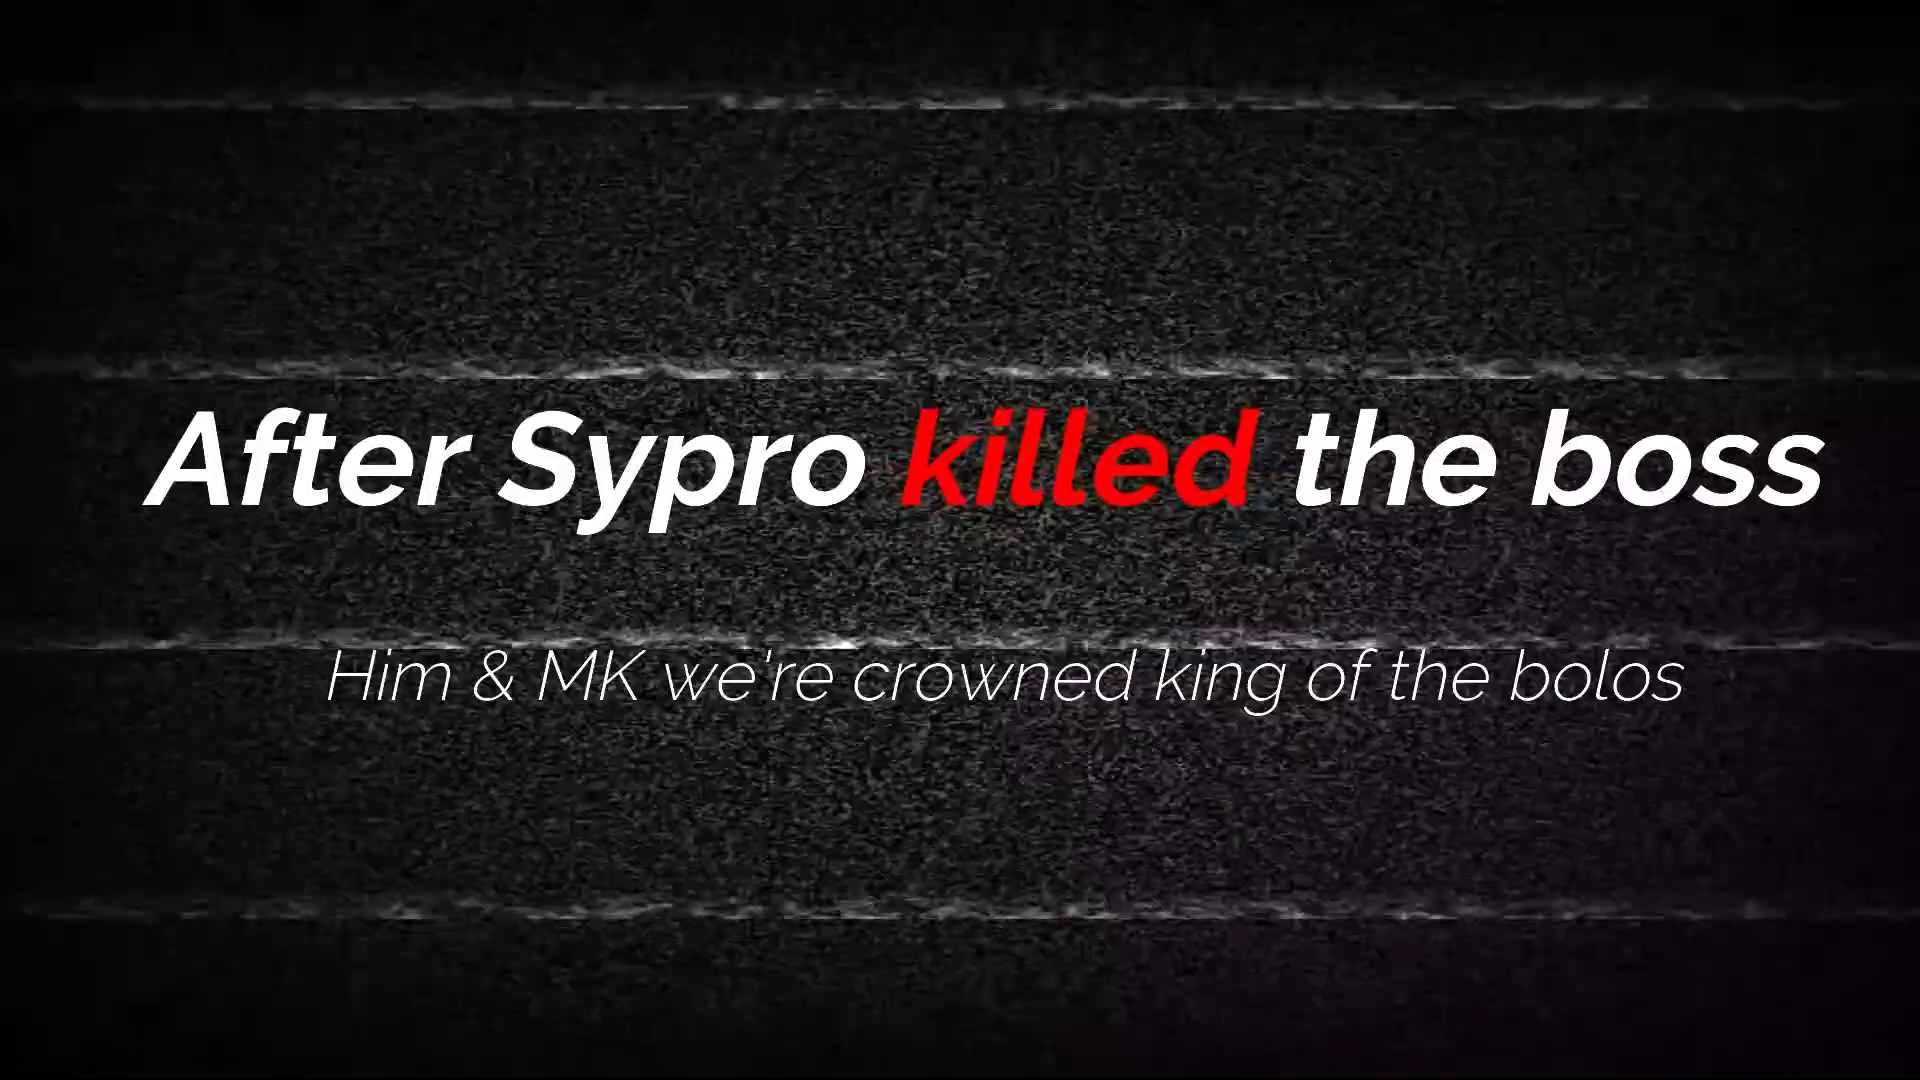 After Sypro killed the boss
Him & MK we're crowned king of the bolos